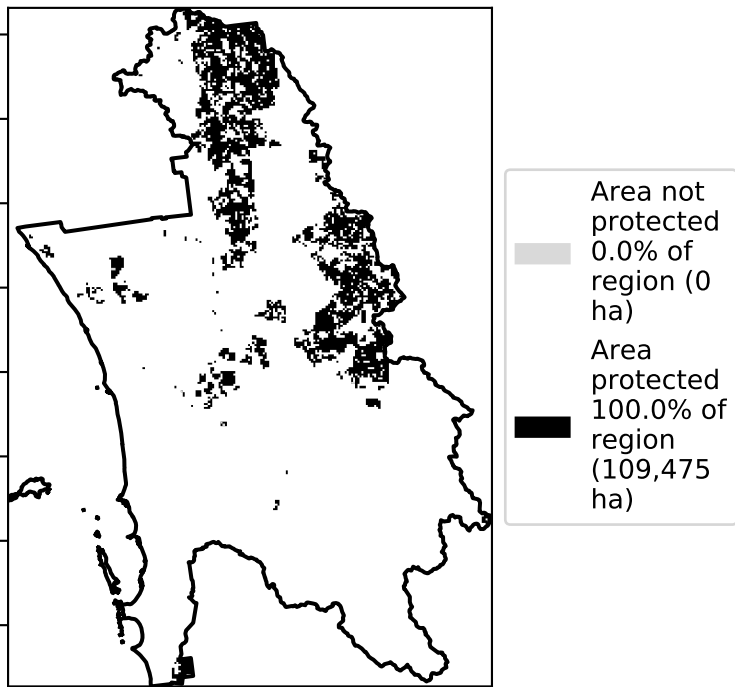 Area not
protected
0.0% of
region (0
ha)
Area
protected
100.0% of
region
(109,475
ha)